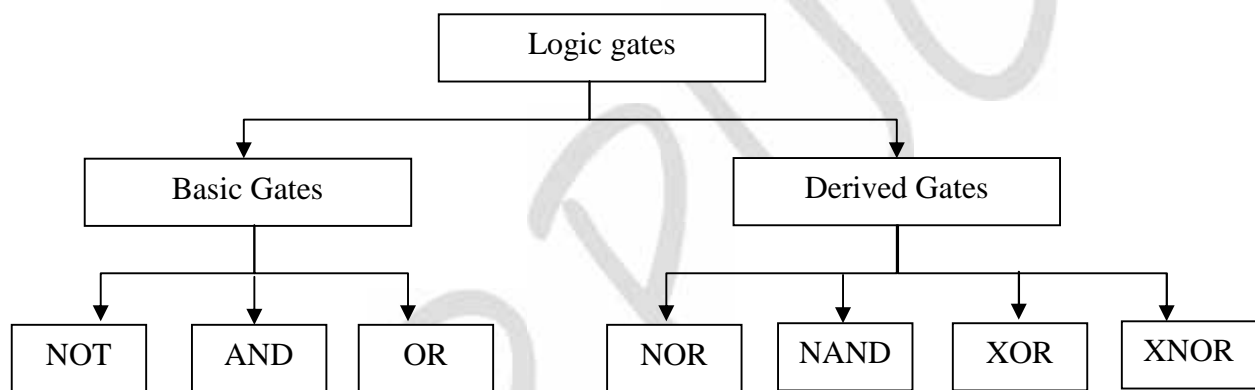 Logic gates
Basic Gates
Derived Gates
NOT
AND
OR
NOR
NAND
XOR
XNOR